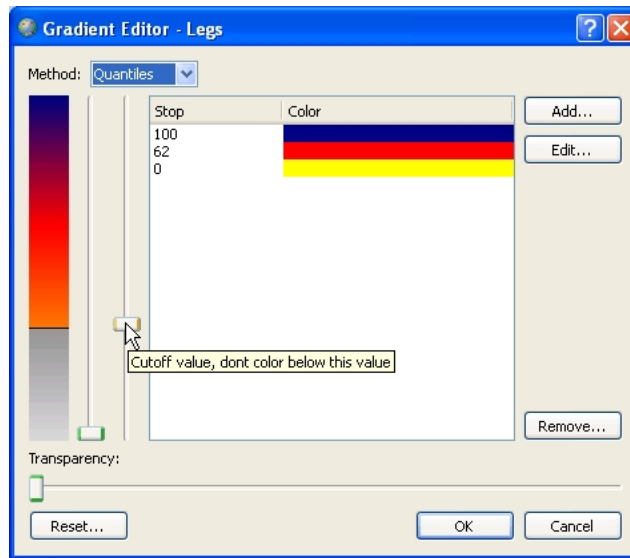 Gradient Editor - Legs
Method: Quantiles
Stop Color
100
62
0
Add...
Edit...
Cutoff value, dont color below this value
Remove...
Transparency:
Reset... OK Cancel